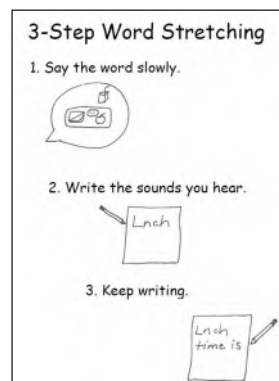 3-Step Word Stretching
1. Say the word slowly.
2. Write the sounds you hear.
Lnch
3. Keep writing.
Lnch
time is